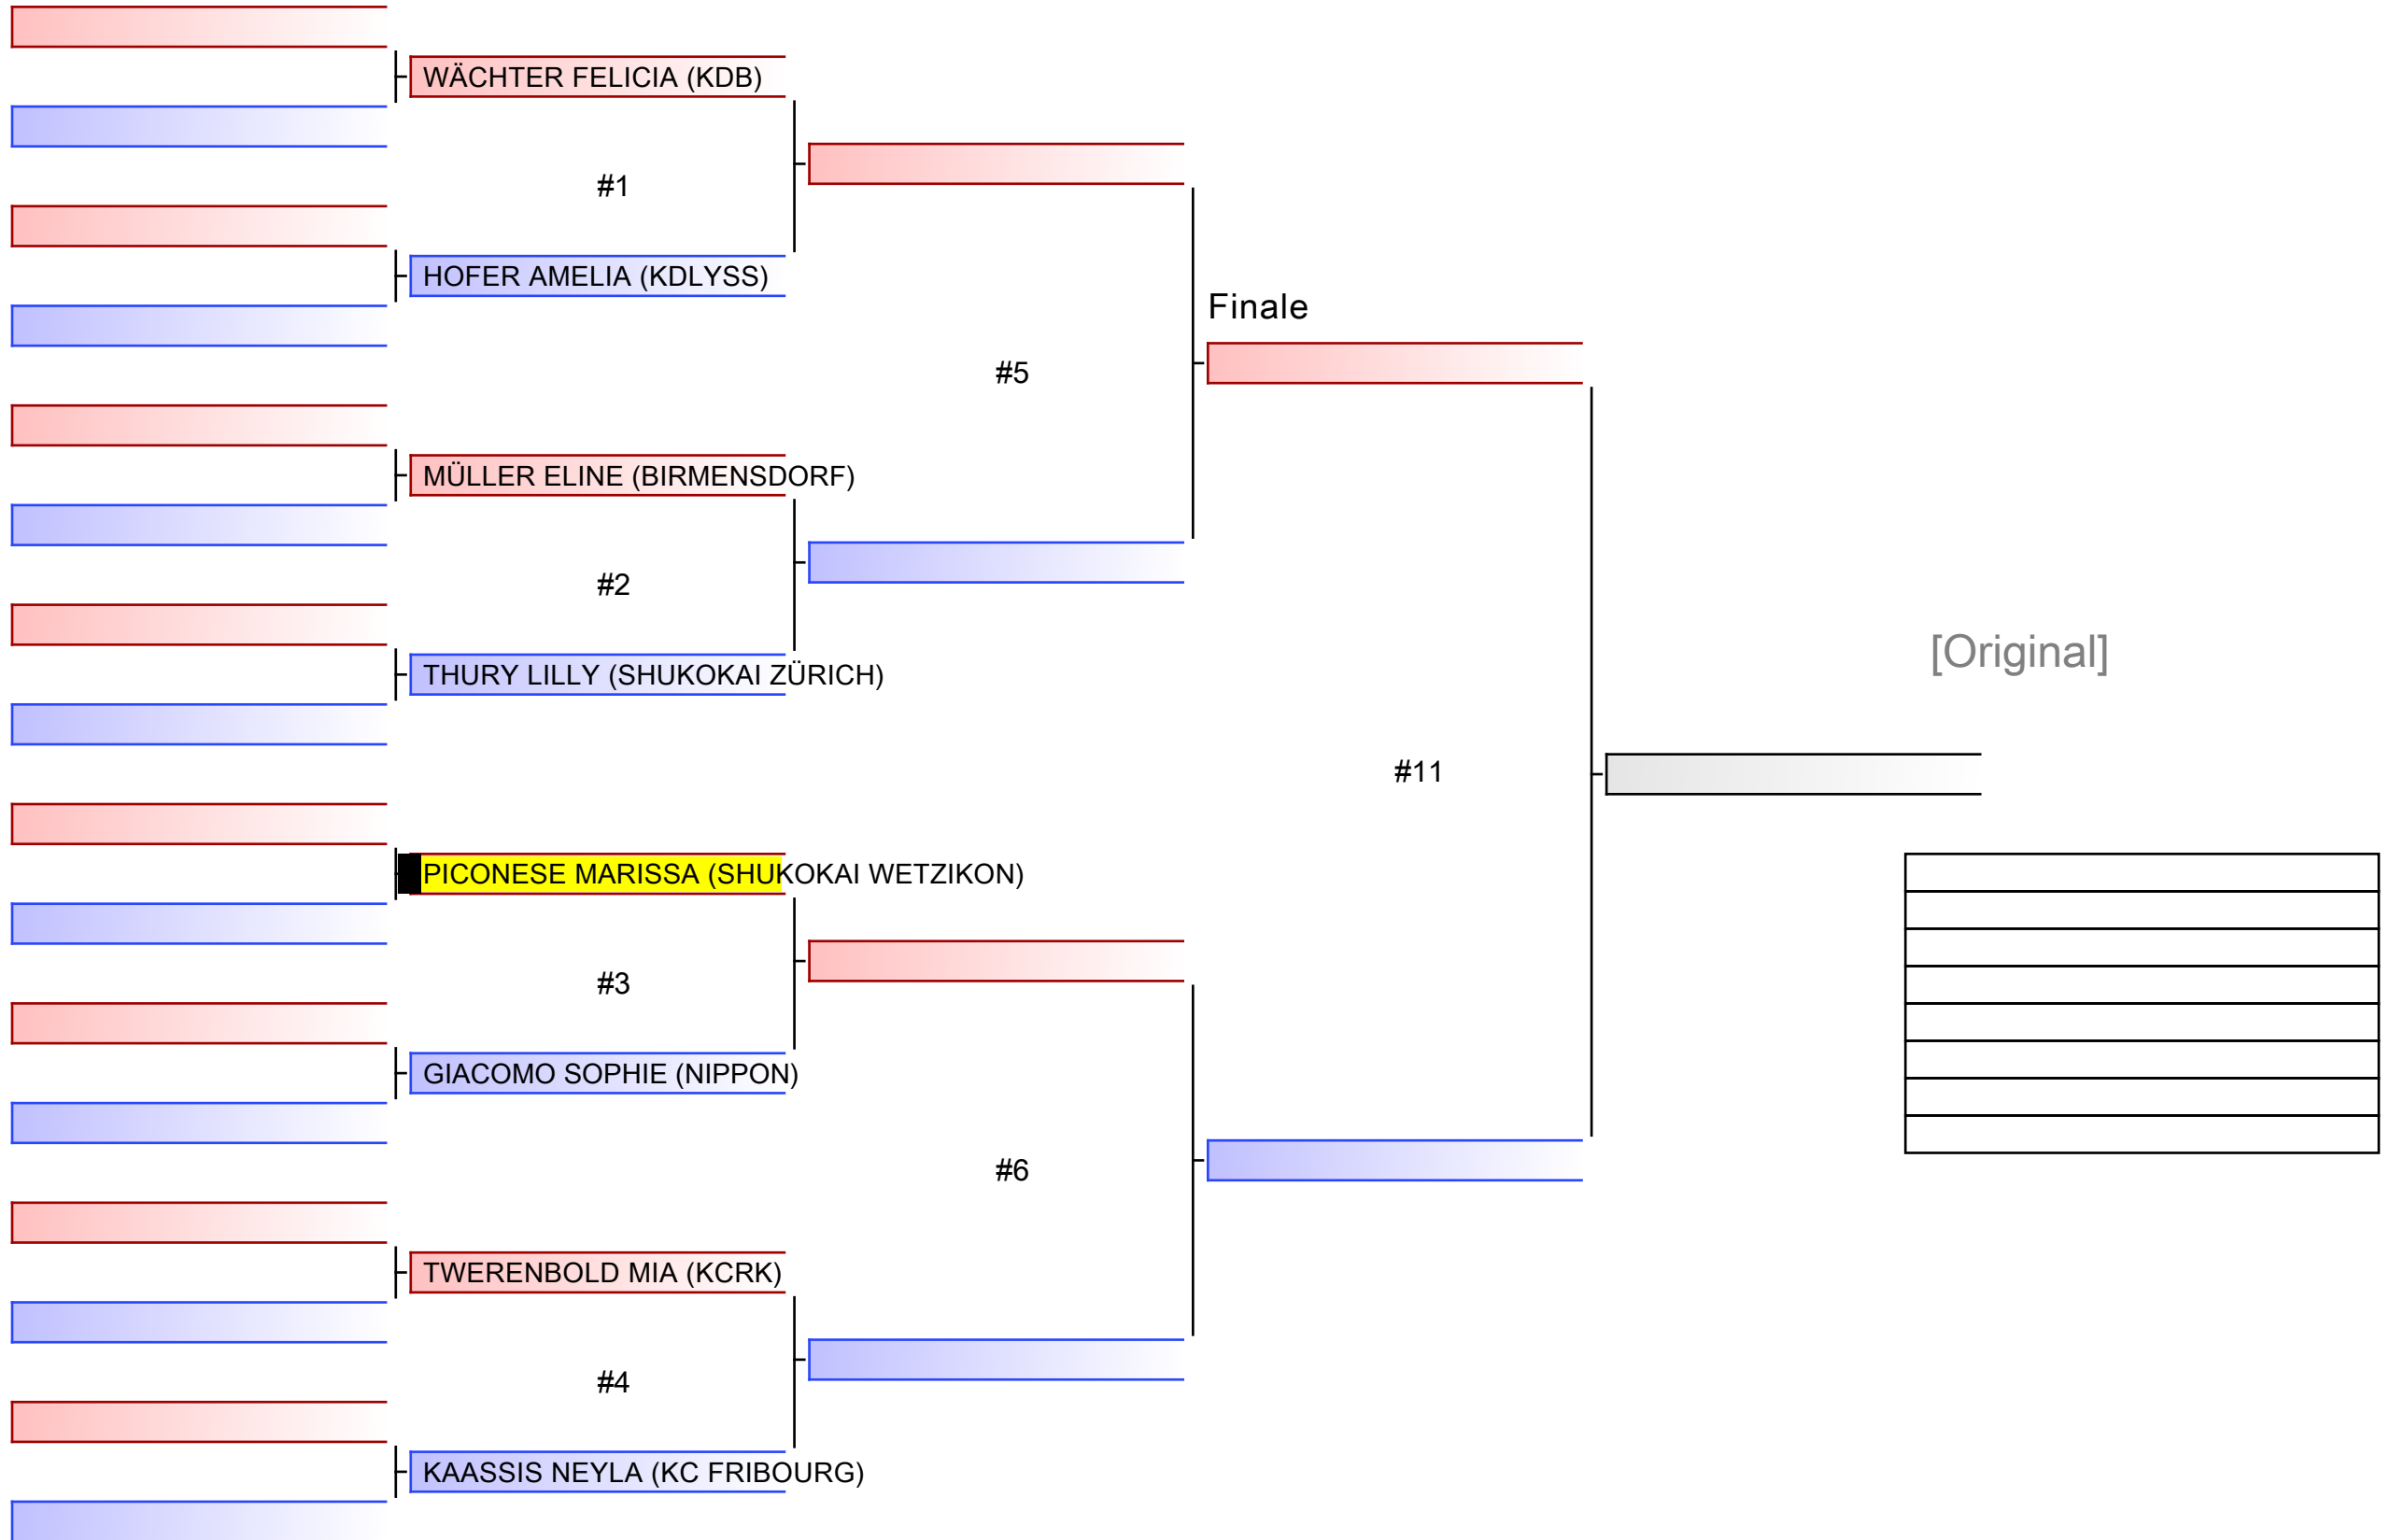 WÄCHTER FELICIA (KDB)
#1
HOFER AMELIA (KDLYSS)
Finale
#5
MÜLLER ELINE (BIRMENSDORF)
#2
THURY LILLY (SHUKOKAI ZÜRICH)
[Original]
#11
PICONESE MARISSA (SHUKOKAI WETZIKON)
#3
GIACOMO SOPHIE (NIPPON)
#6
TWERENBOLD MIA (KCRK)
#4
KAASSIS NEYLA (KC FRIBOURG)